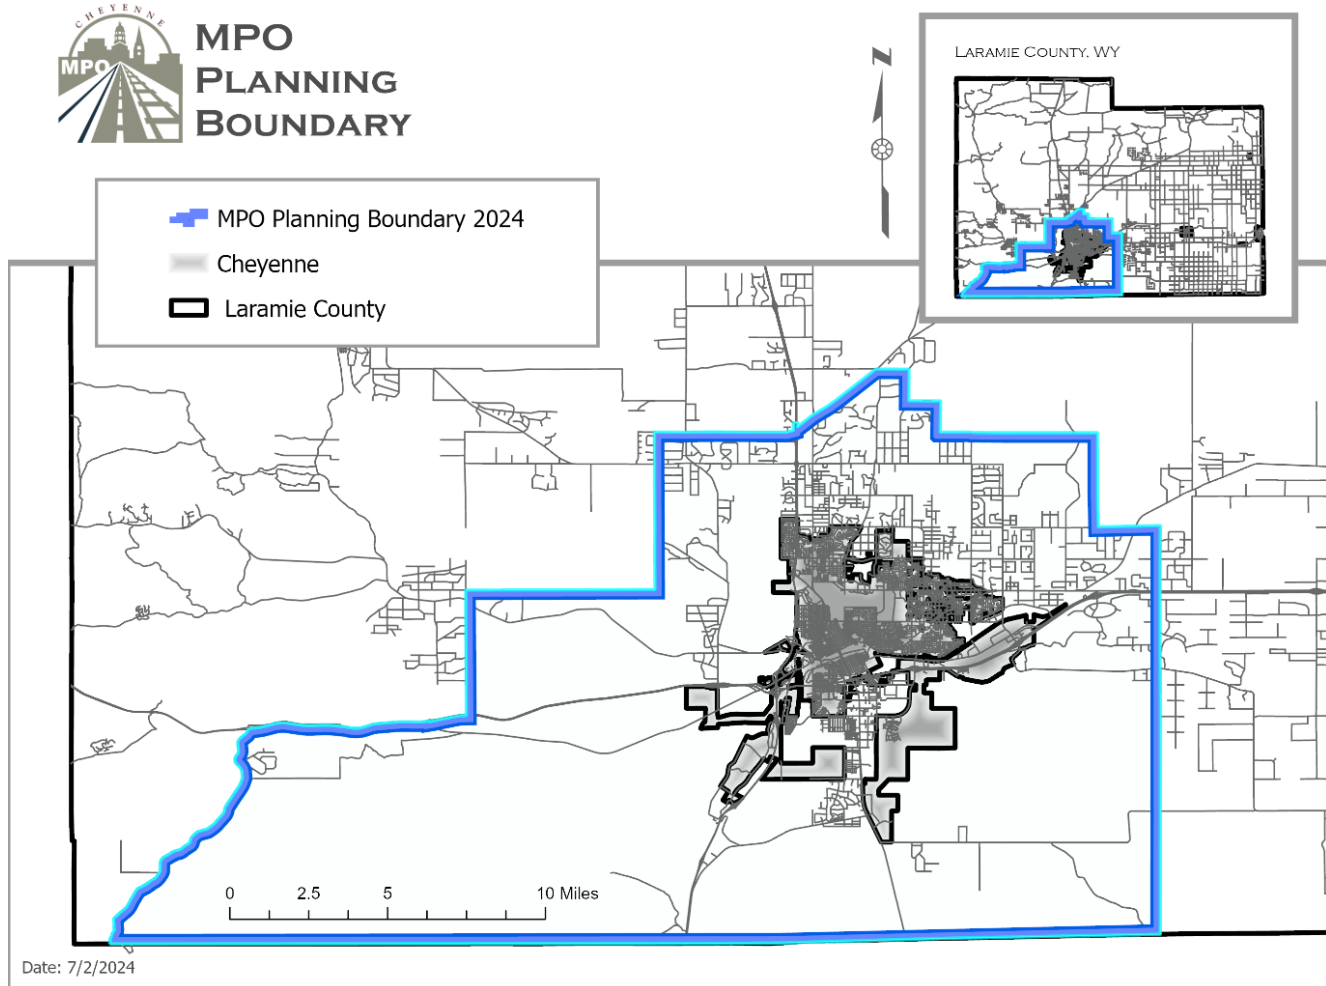 CHEYENNE
MPO
MPO
PLANNING
BOUNDARY
N
LARAMIE COUNTY, WY
MPO Planning Boundary 2024
Cheyenne
Laramie County
0 2.5 5 10 Miles
Date: 7/2/2024